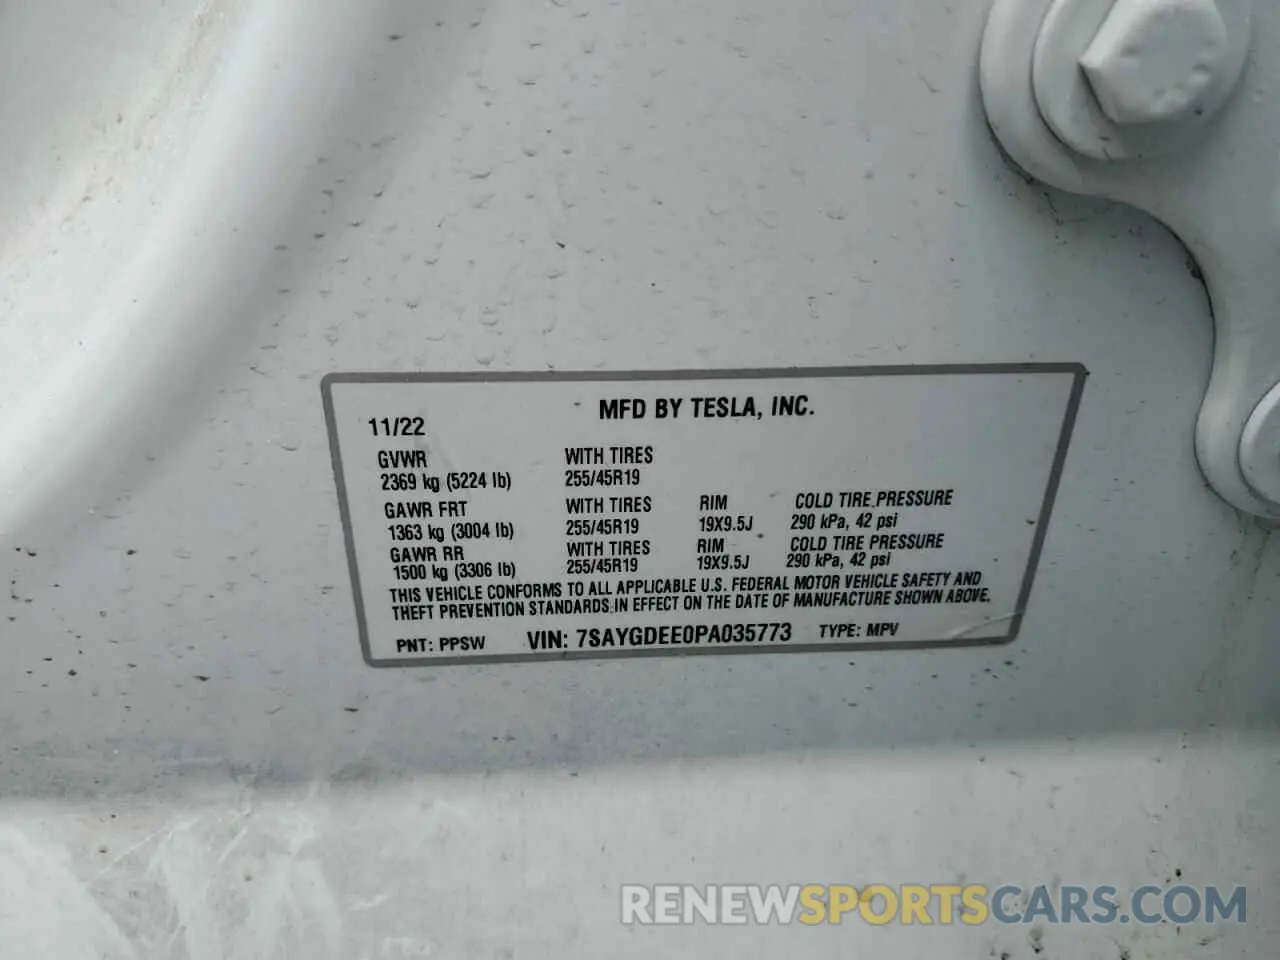 MFD BY TESLA, INC.
11/22
GVWR WITH TIRES
2369 kg (5224 lb) 255/45R19
GAWR FRT WITH TIRES RIM COLD TIRE PRESSURE
1363 kg (3004 lb) 255/45R19 19X9.5J 290 kPa, 42 psi
GAWR RR WITH TIRES RIM COLD TIRE PRESSURE
1500 kg (3306 lb) 255/45R19 19X9.5J 290 kPa, 42 psi
THIS VEHICLE CONFORMS TO ALL APPLICABLE U.S. FEDERAL MOTOR VEHICLE SAFETY AND
THEFT PREVENTION STANDARDS IN EFFECT ON THE DATE OF MANUFACTURE SHOWN ABOVE.
PNT: PPSW VIN: 7SAYGDEE0PA035773 TYPE: MPV
RENEWSPORTSCARS.COM